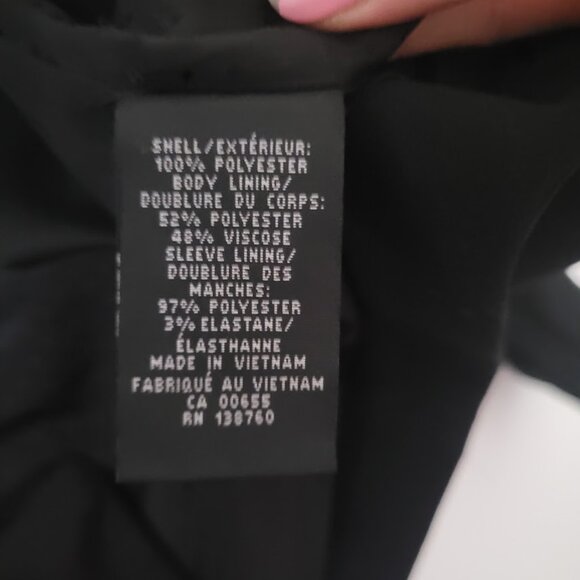 SHELL/EXTÉRIEUR:
100% POLYESTER
BODY LINING/
DOUBLURE DU CORPS:
52% POLYESTER
48% VISCOSE
SLEEVE LINING/
DOUBLURE DES
MANCHES:
97% POLYESTER
3% ELASTANE/
ÉLASTHANNE
MADE IN VIETNAM
FABRIQUÉ AU VIETNAM
CA 00655
RN 138760